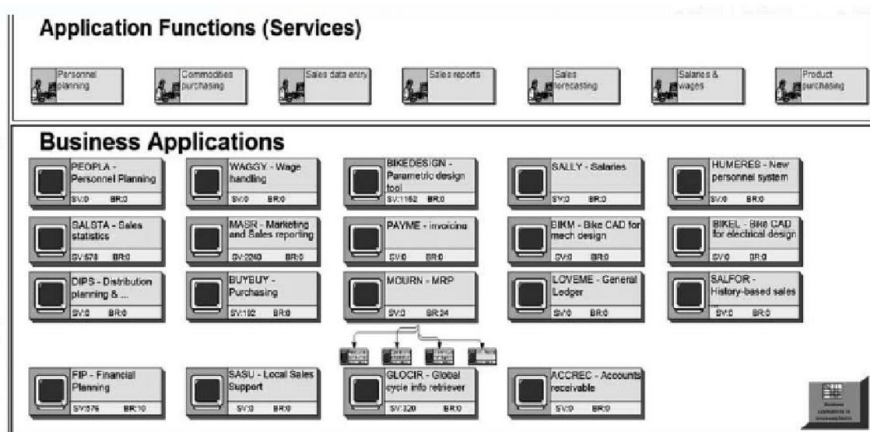 Application Functions (Services)
Personnel
planning
Commodities
purchasing
Sales data entry
Sales reports
Sales
forecasting
Salaries &
wages
Product
purchasing
Business Applications
PEOPLA -
Personnel Planning
SV:0 BR:0
WAGGY - Wage
handling
SV:0 BR:0
BIKEDESIGN -
Parametric design
tool
SV:1152 BR:0
SALLY - Salaries
SV:0 BR:0
HUMERES - New
personnel system
SV:0 BR:0
SALSTA - Sales
statistics
SV:578 BR:0
MASR - Marketing
and Sales reporting
SV:2240 BR:0
PAYME - invoicing
SV:0 BR:0
BIKM - Bike CAD for
mech design
SV:0 BR:0
BIKEL - Bike CAD
for electrical design
SV:0 BR:0
DIPS - Distribution
planning & ...
SV:0 BR:0
BUYBUY -
Purchasing
SV:192 BR:0
MOURN - MRP
SV:0 BR:24
LOVEME - General
Ledger
SV:0 BR:0
SALFOR -
History-based sales
...
SV:0 BR:0
FIP - Financial
Planning
SV:576 BR:10
SASU - Local Sales
Support
SV:0 BR:0
GLOCIR - Global
cycle info retriever
SV:320 BR:0
ACCREC - Accounts
receivable
SV:0 BR:0